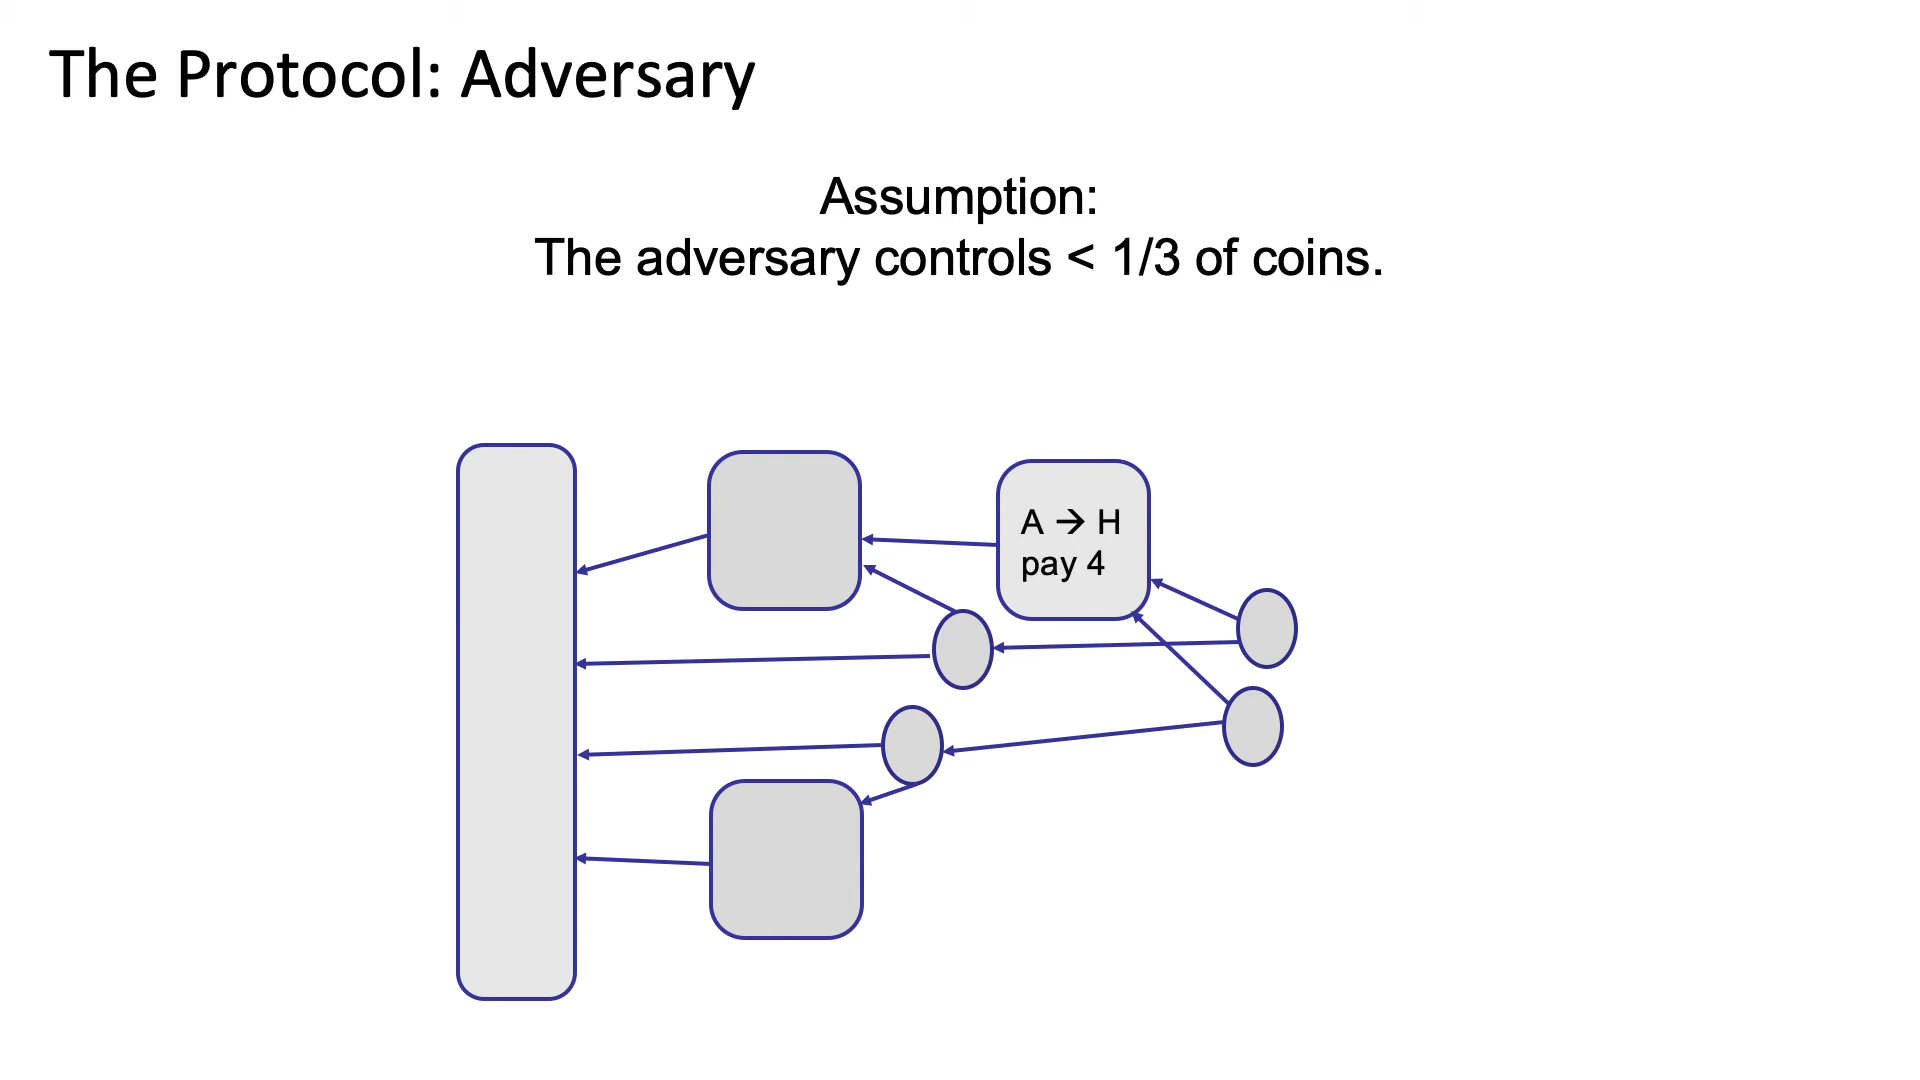 The Protocol: Adversary
Assumption:
The adversary controls < 1/3 of coins.
A → H
pay 4